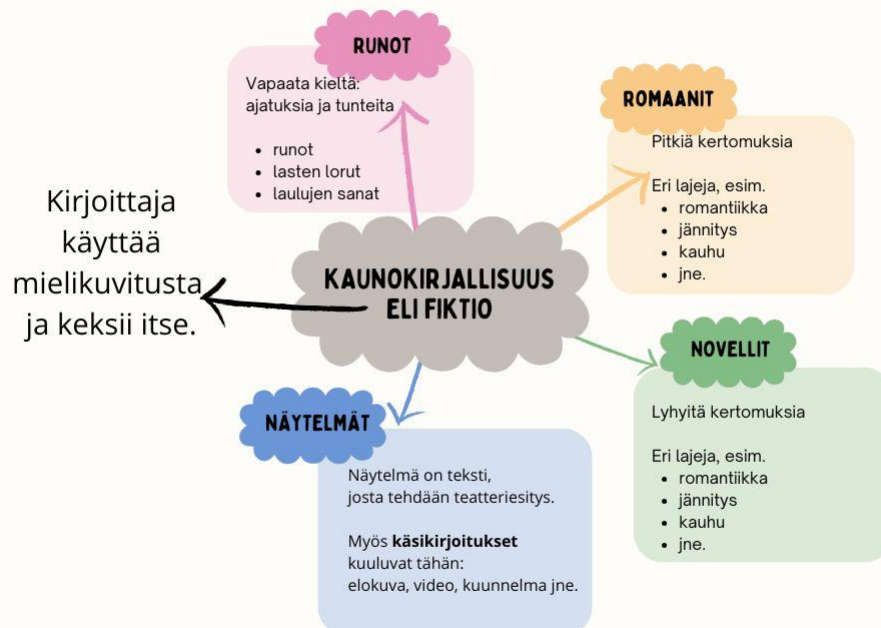 RUNOT
Vapaata kieltä:
ajatuksia ja tunteita
• runot
• lasten lorut
• laulujen sanat
ROMAANIT
Pitkiä kertomuksia
Eri lajeja, esim.
• romantiikka
• jännitys
• kauhu
• jne.
Kirjoittaja
käyttää
mielikuvitusta
ja keksii itse.
KAUNOKIRJALLISUUS
ELI FIKTIO
NOVELLIT
Lyhyitä kertomuksia
Eri lajeja, esim.
• romantiikka
• jännitys
• kauhu
• jne.
NÄYTELMÄT
Näytelmä on teksti,
josta tehdään teatteriesitys.
Myös käsikirjoitukset
kuuluvat tähän:
elokuva, video, kuunnelma jne.